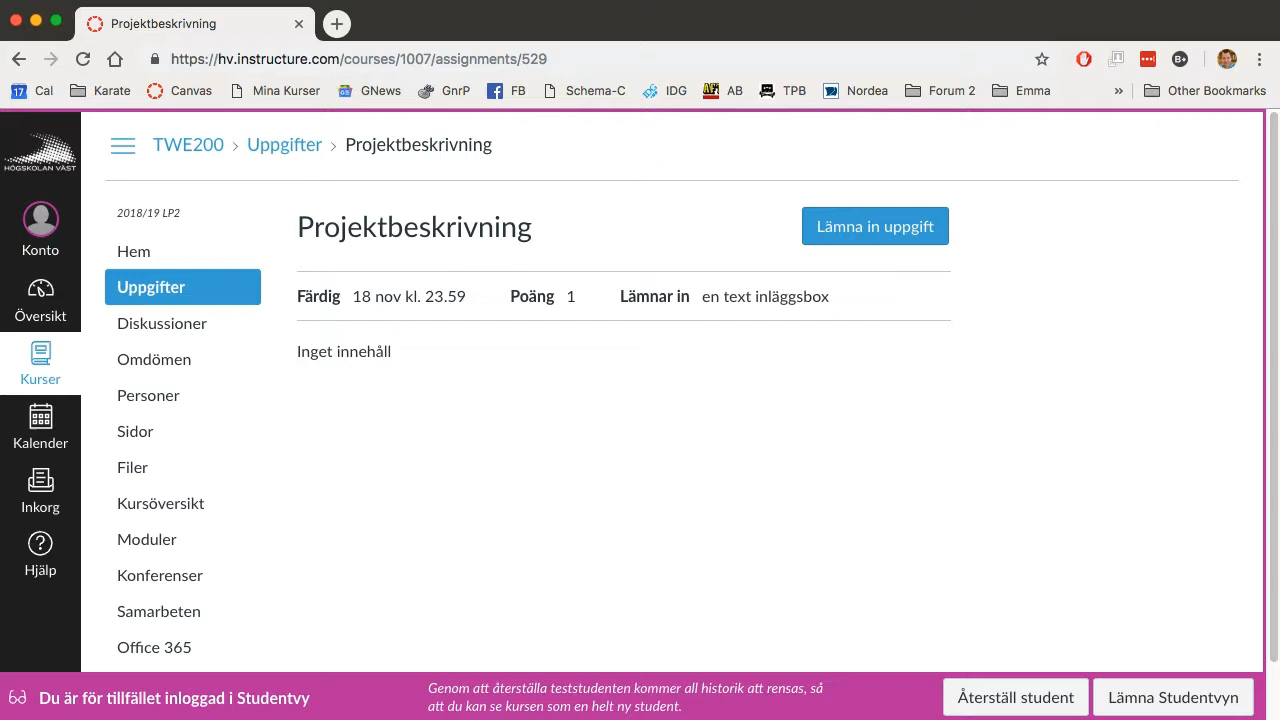 Projektbeskrivning
https://hv.instructure.com/courses/1007/assignments/529
17 Cal Karate Canvas Mina Kurser GNews GnrP FB Schema-C IDG AF AB TPB Nordea Forum 2 Emma » Other Bookmarks
HÖGSKOLAN VÄST
Konto
Översikt
Kurser
Kalender
Inkorg
Hjälp
TWE200 > Uppgifter > Projektbeskrivning
2018/19 LP2
Hem
Uppgifter
Diskussioner
Omdömen
Personer
Sidor
Filer
Kursöversikt
Moduler
Konferenser
Samarbeten
Office 365
Projektbeskrivning
Lämna in uppgift
Färdig 18 nov kl. 23.59 Poäng 1 Lämnar in en text inläggsbox
Inget innehåll
Du är för tillfället inloggad i Studentvy
Genom att återställa teststudenten kommer all historik att rensas, så
att du kan se kursen som en helt ny student.
Återställ student
Lämna Studentvyn